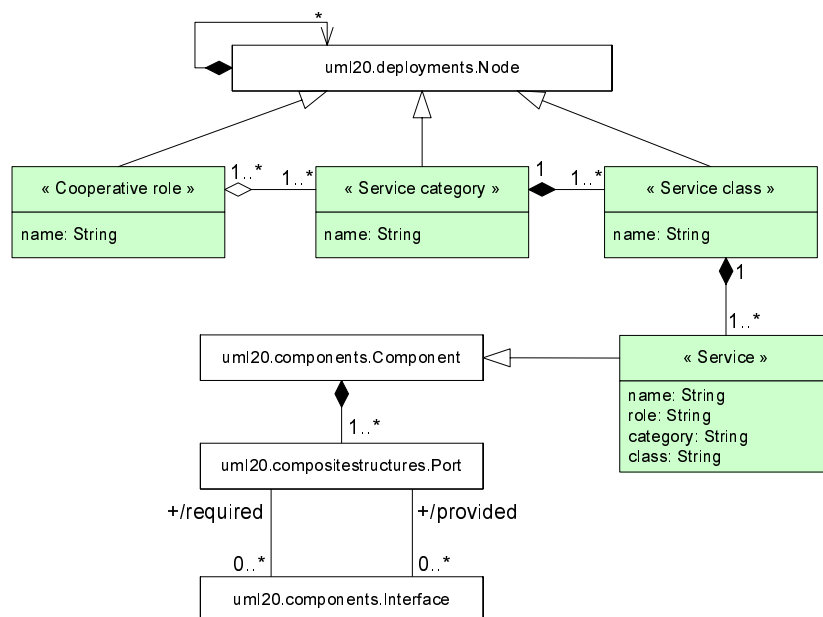 *
uml20.deployments.Node
« Cooperative role »
name: String
1..*
1..*
« Service category »
name: String
1
1..*
« Service class »
name: String
1
1..*
uml20.components.Component
« Service »
name: String
role: String
category: String
class: String
1..*
uml20.compositestructures.Port
+/required
+/provided
0..*
0..*
uml20.components.Interface